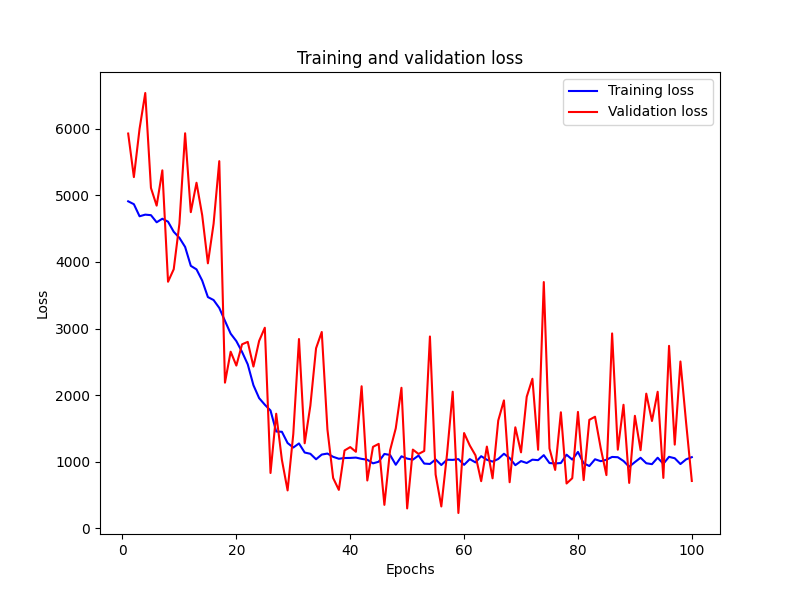 Training and validation loss
Training loss
Validation loss
6000
5000
4000
3000
2000
1000
0
Loss
0 20 40 60 80 100
Epochs